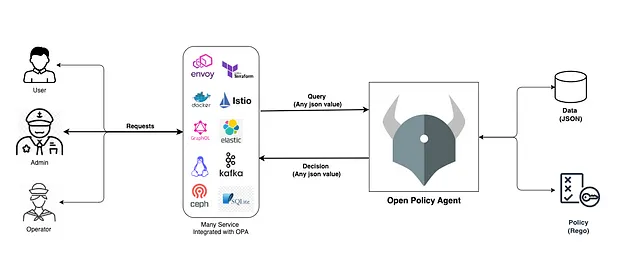 User
Admin
Operator
Requests
envoy
Terraform
docker
Istio
GraphQL
elastic
kafka
ceph
SQLite
Many Service
Integrated with OPA
Query
(Any json value)
Decision
(Any json value)
Open Policy Agent
Data
(JSON)
Policy
(Rego)